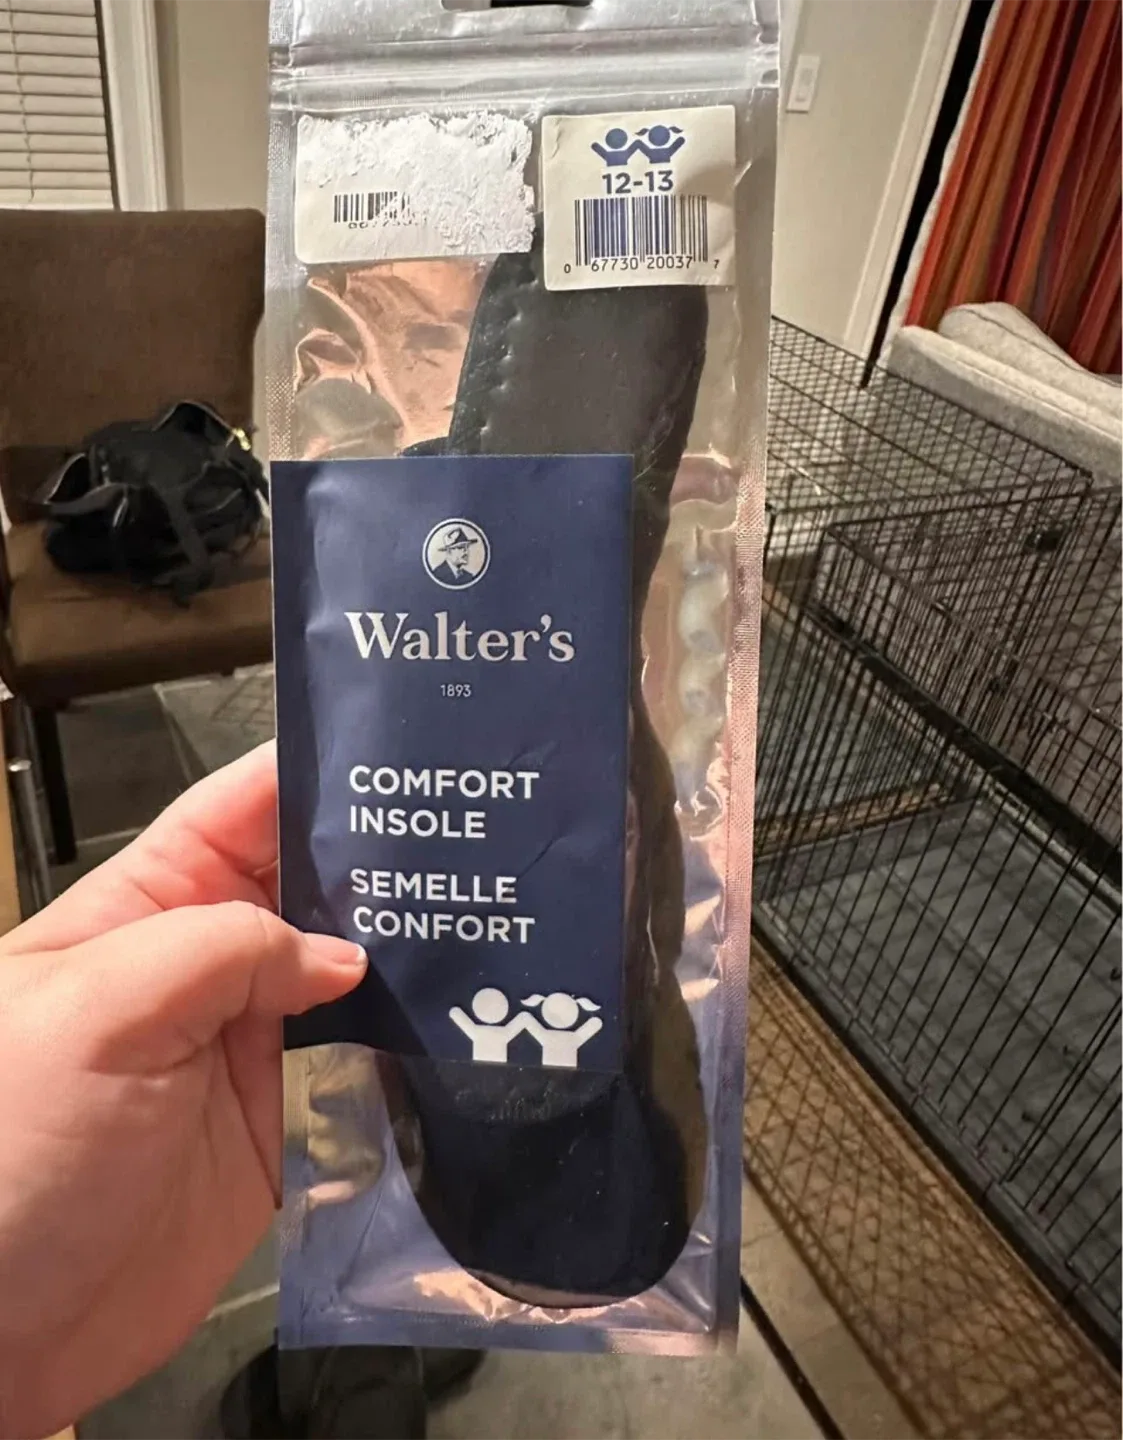 12-13
0 67730 20037 7
Walter's
1893
COMFORT
INSOLE
SEMELLE
CONFORT